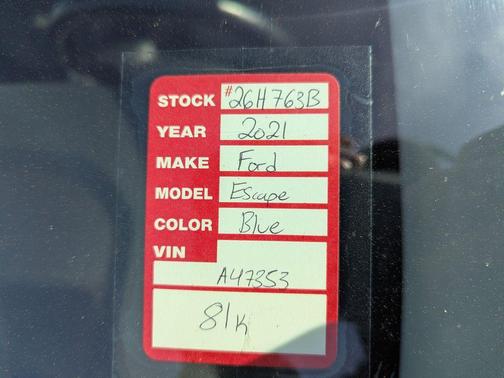 STOCK #26H763B
YEAR 2021
MAKE Ford
MODEL Escape
COLOR Blue
VIN
A47353
81K